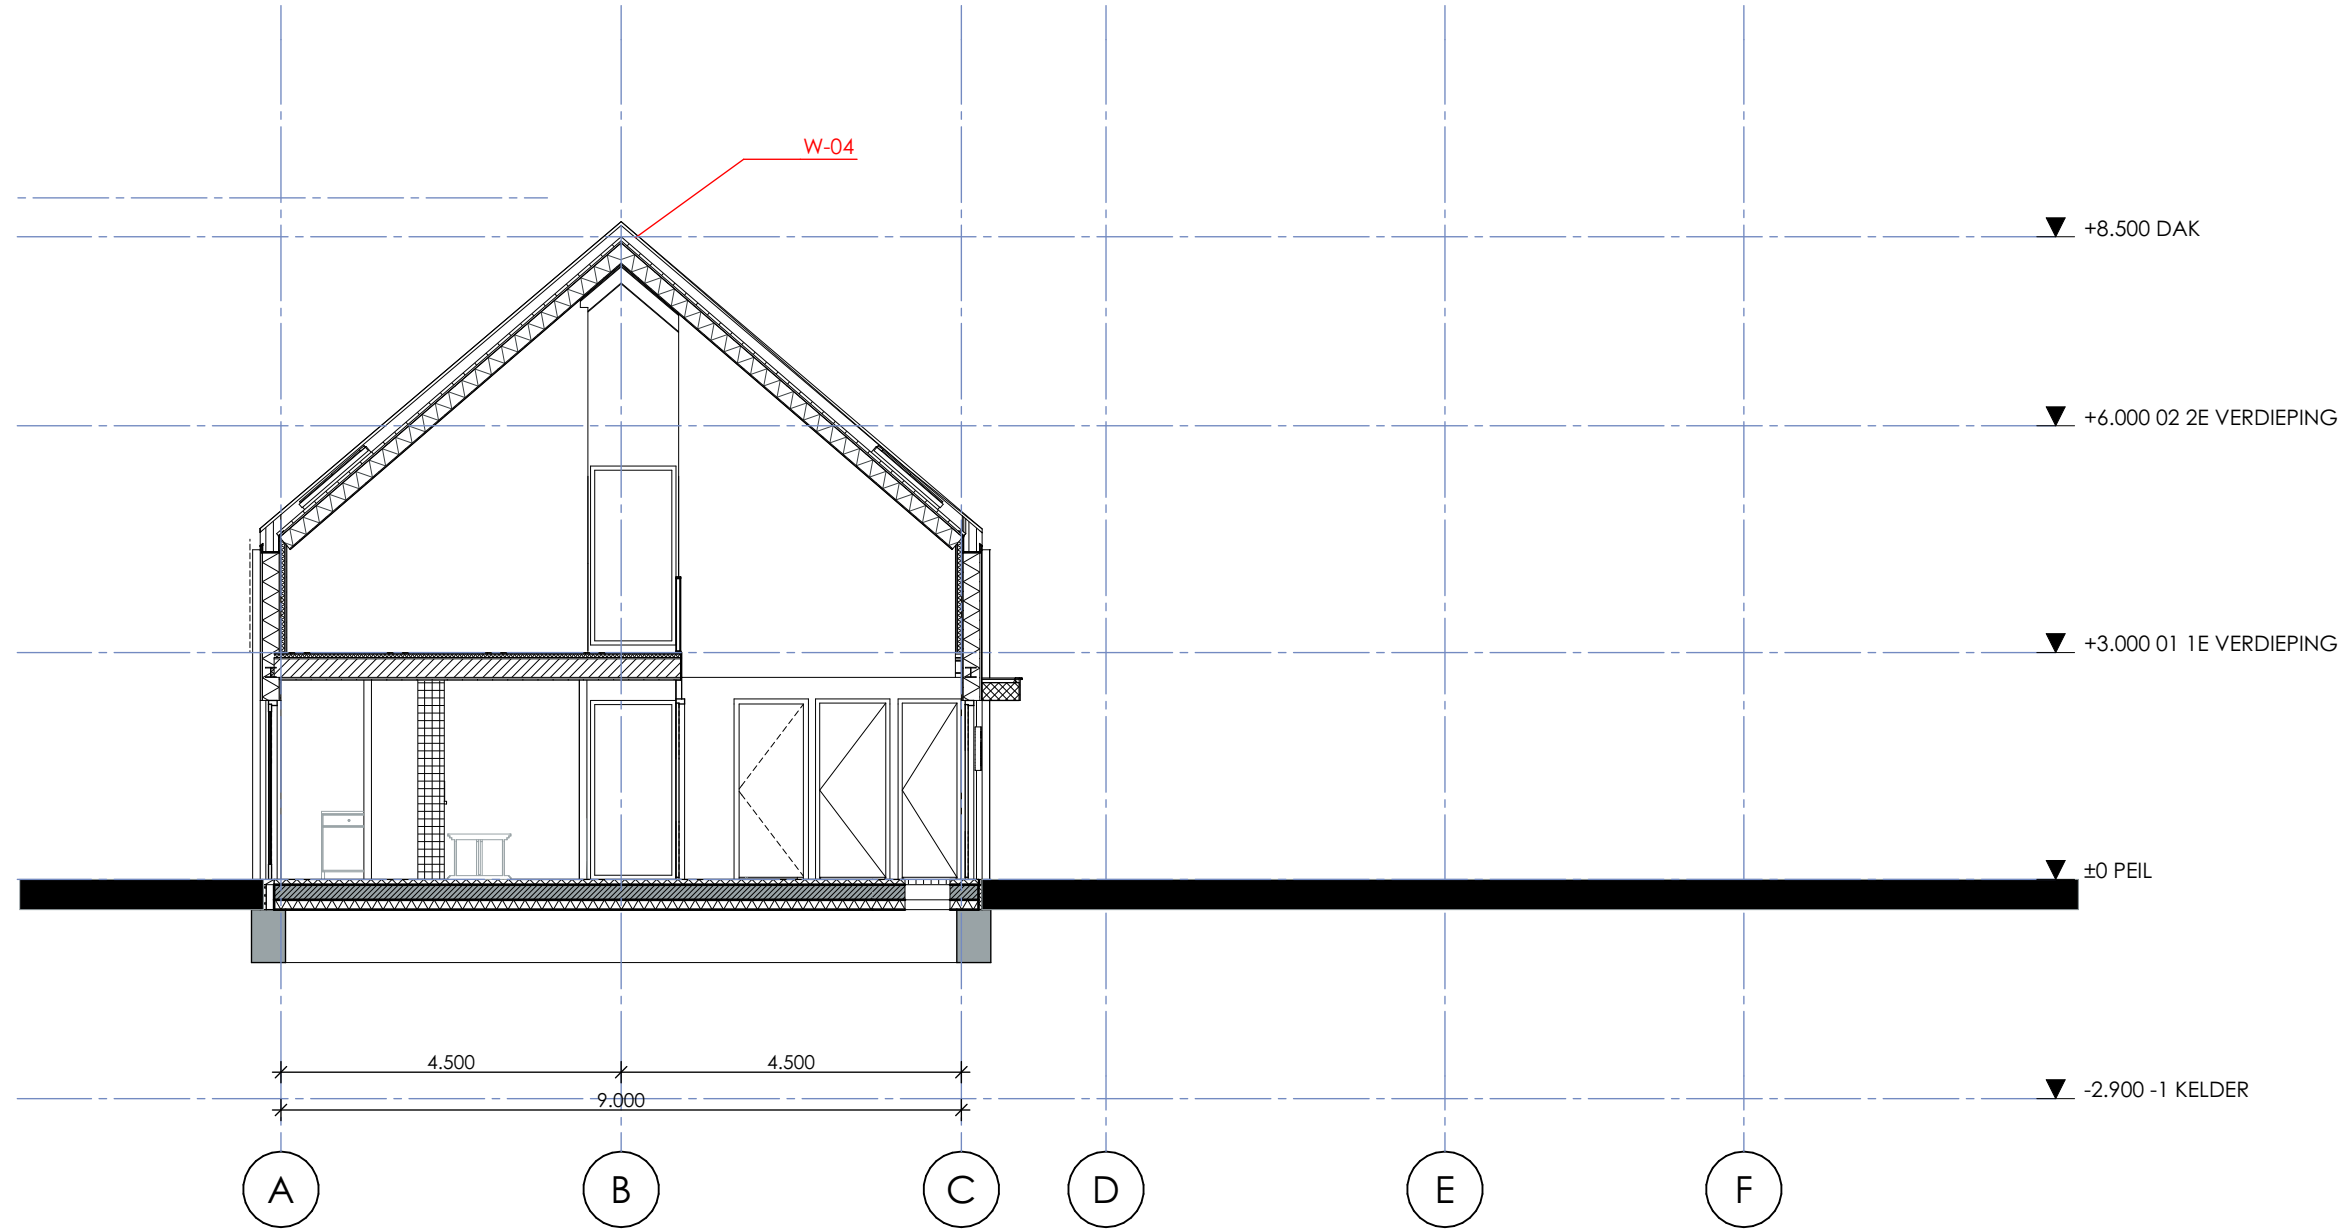 W-04
+8.500 DAK
+6.000 02 2E VERDIEPING
+3.000 01 1E VERDIEPING
±0 PEIL
4.500 4.500
-2.900 -1 KELDER
9.000
A B C D E F